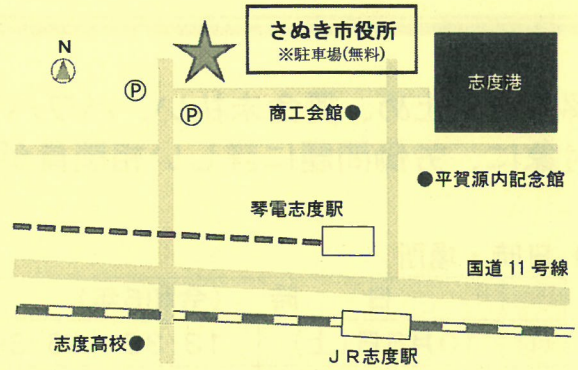 さぬき市役所
※駐車場(無料)
N
志度港
Ⓟ
Ⓟ
商工会館●
●平賀源内記念館
琴電志度駅
国道11号線
志度高校●
JR志度駅